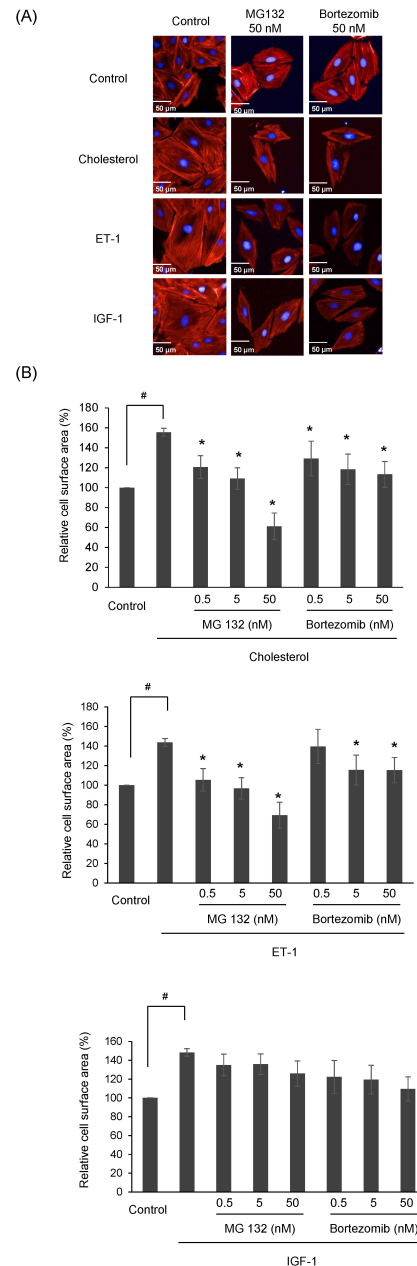 (A)
Control
MG132
50 nM
Bortezomib
50 nM
Control
50 µm
50 µm
50 µm
Cholesterol
50 µm
50 µm
50 µm
ET-1
50 µm
50 µm
50 µm
IGF-1
50 µm
50 µm
50 µm
(B)
Relative cell surface area (%)
180
160
140
120
100
80
60
40
20
0
#
* * * * * *
Control
0.5 5 50 0.5 5 50
MG 132 (nM) Bortezomib (nM)
Cholesterol
Relative cell surface area (%)
180
160
140
120
100
80
60
40
20
0
#
* * * * *
Control
0.5 5 50 0.5 5 50
MG 132 (nM) Bortezomib (nM)
ET-1
Relative cell surface area (%)
160
140
120
100
80
60
40
20
0
#
Control
0.5 5 50 0.5 5 50
MG 132 (nM) Bortezomib (nM)
IGF-1